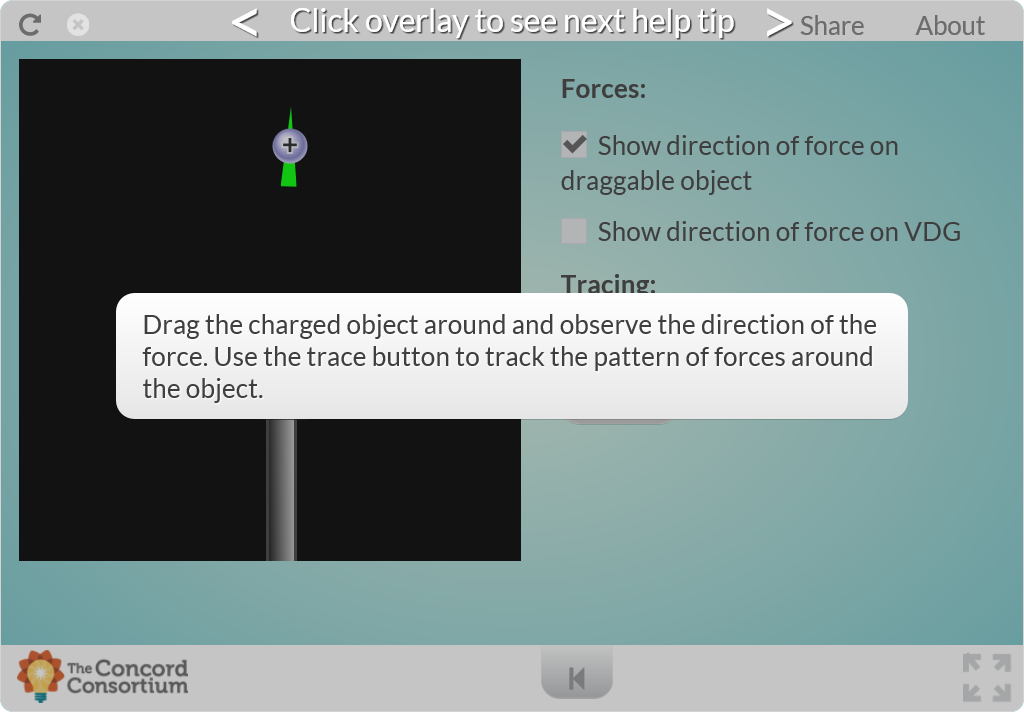 Click overlay to see next help tip
Share
About
Forces:
Show direction of force on
draggable object
Show direction of force on VDG
Tracing:
Drag the charged object around and observe the direction of the
force. Use the trace button to track the pattern of forces around
the object.
The Concord
Consortium